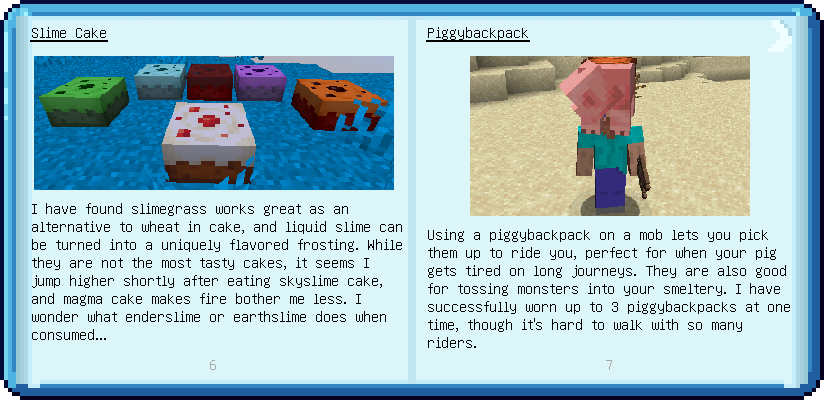 Slime Cake
I have found slimegrass works great as an
alternative to wheat in cake, and liquid slime can
be turned into a uniquely flavored frosting. While
they are not the most tasty cakes, it seems I
jump higher shortly after eating skyslime cake,
and magma cake makes fire bother me less. I
wonder what enderslime or earthslime does when
consumed...
6
Piggybackpack
Using a piggybackpack on a mob lets you pick
them up to ride you, perfect for when your pig
gets tired on long journeys. They are also good
for tossing monsters into your smeltery. I have
successfully worn up to 3 piggybackpacks at one
time, though it's hard to walk with so many
riders.
7